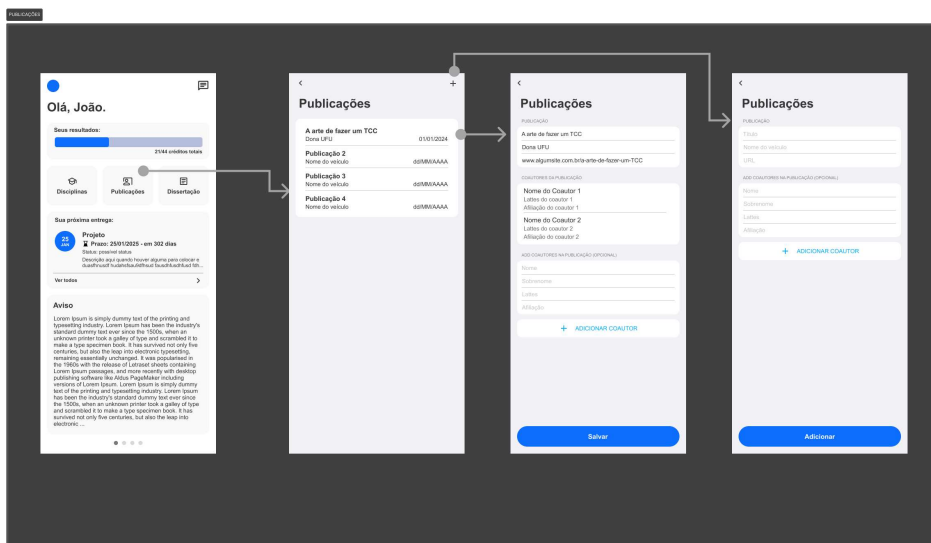 PUBLICAÇÕES
Olá, João.
Seus resultados:
21/44 créditos totais
Disciplinas
Publicações
Dissertação
Sua próxima entrega:
25
JAN
Projeto
Prazo: 25/01/2025 - em 302 dias
Status: possível status
Descrição aqui quando houver alguma para colocar e
Ver todos
Aviso
Lorem Ipsum is simply dummy text of the printing and
typesetting industry. Lorem Ipsum has been the industry's
standard dummy text ever since the 1500s, when an
unknown printer took a galley of type and scrambled it to
make a type specimen book. It has survived not only five
centuries, but also the leap into electronic typesetting,
remaining essentially unchanged. It was popularised in
the 1960s with the release of Letraset sheets containing
Lorem Ipsum passages, and more recently with desktop
publishing software like Aldus PageMaker including
versions of Lorem Ipsum. Lorem Ipsum is simply dummy
text of the printing and typesetting industry. Lorem Ipsum
has been the industry's standard dummy text ever since
the 1500s, when an unknown printer took a galley of type
and scrambled it to make a type specimen book. It has
survived not only five centuries, but also the leap into
electronic ...
Publicações
A arte de fazer um TCC
Dona UFU 01/01/2024
Publicação 2
Nome do veículo dd/MM/AAAA
Publicação 3
Nome do veículo dd/MM/AAAA
Publicação 4
Nome do veículo dd/MM/AAAA
Publicações
PUBLICAÇÃO
A arte de fazer um TCC
Dona UFU
www.algumsite.com.br/a-arte-de-fazer-um-TCC
COAUTORES DA PUBLICAÇÃO
Nome do Coautor 1
Lattes do coautor 1
Afiliação do coautor 1
Nome do Coautor 2
Lattes do coautor 2
Afiliação do coautor 2
ADD COAUTORES NA PUBLICAÇÃO (OPCIONAL)
Nome
Sobrenome
Lattes
Afiliação
+ ADICIONAR COAUTOR
Salvar
Publicações
PUBLICAÇÃO
Título
Nome do veículo
URL
ADD COAUTORES NA PUBLICAÇÃO (OPCIONAL)
Nome
Sobrenome
Lattes
Afiliação
+ ADICIONAR COAUTOR
Adicionar